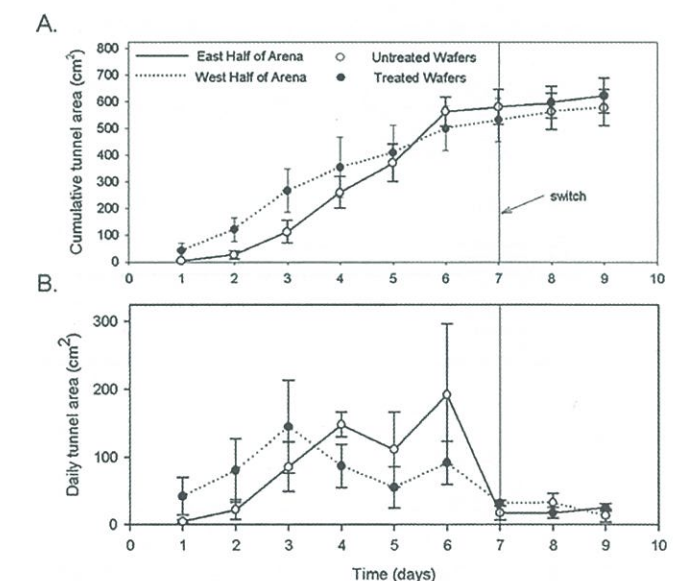 A.
Cumulative tunnel area (cm2)
800
700
600
500
400
300
200
100
0
East Half of Arena
Untreated Wafers
West Half of Arena
Treated Wafers
switch
0 1 2 3 4 5 6 7 8 9 10
B.
Daily tunnel area (cm2)
300
200
100
0
0 1 2 3 4 5 6 7 8 9 10
Time (days)